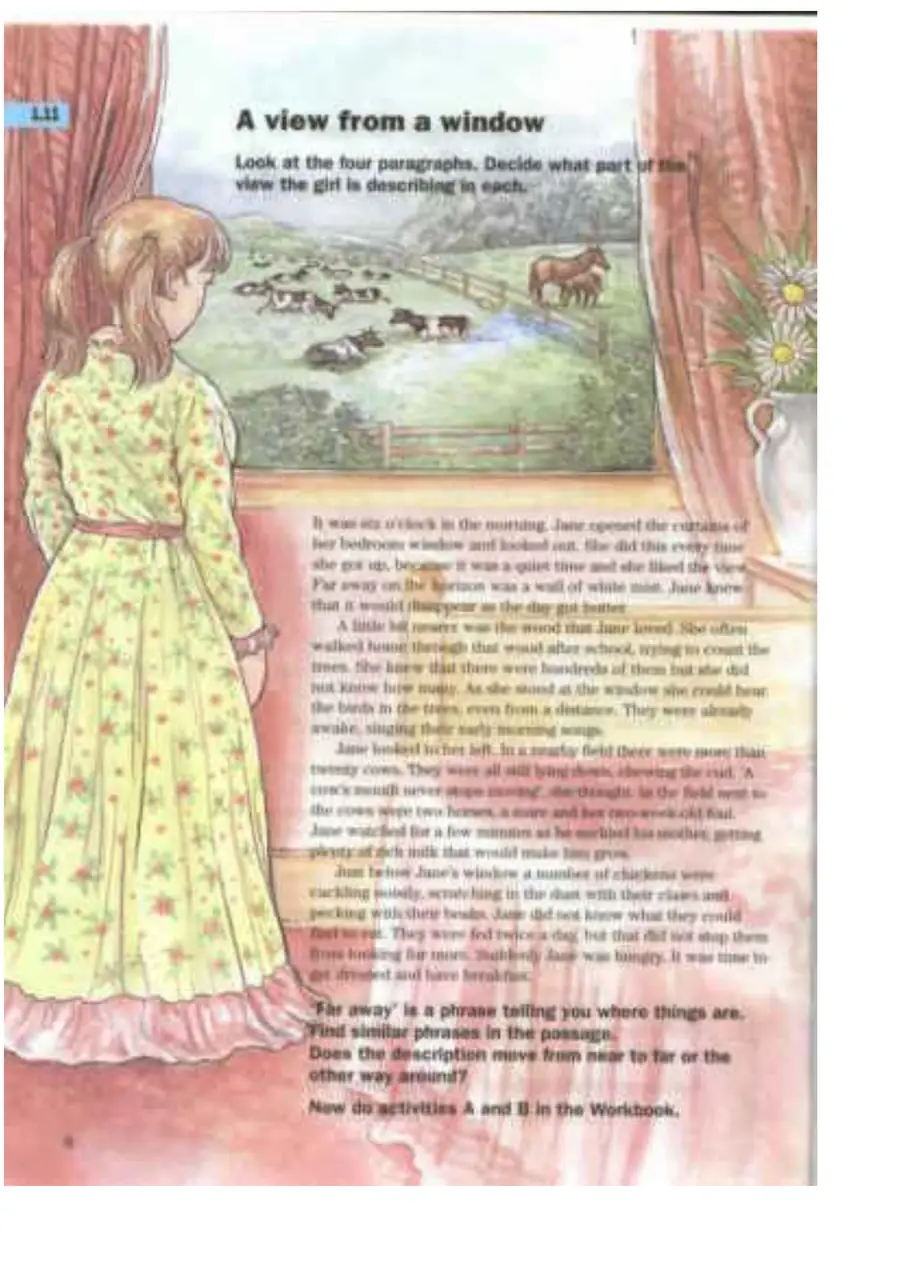 1.11
A view from a window
Look at the four paragraphs. Decide what part of the
view the girl is describing in each.
It was six o'clock in the morning. Jane opened the curtains of
her bedroom window and looked out. She did this every time
she got up, because it was a quiet time and she liked the view.
Far away on the horizon was a wall of white mist. Jane knew
that it would disappear as the day got hotter.
A little bit nearer was the wood that Jane loved. She often
walked home through that wood after school, trying to count the
trees. She knew that there were hundreds of them but she did
not know how many. As she stood at the window she could hear
the birds in the trees, even from a distance. They were already
awake, singing their early morning songs.
Jane looked to her left. In a nearby field there were more than
twenty cows. They were all still lying down, chewing the cud. 'A
cow's mouth never stops moving', she thought. In the field next to
the cows were two horses, a mare and her two-week-old foal.
Jane watched for a few minutes as he suckled his mother, getting
plenty of rich milk that would make him grow.
Just below Jane's window a number of chickens were
cackling noisily, scratching in the dust with their claws and
pecking with their beaks. Jane did not know what they could
find to eat. They were fed twice a day, but that did not stop them
from looking for more. Suddenly Jane was hungry. It was time to
get dressed and have breakfast.
'Far away' is a phrase telling you where things are.
Find similar phrases in the passage.
Does the description move from near to far or the
other way around?
Now do activities A and B in the Workbook.